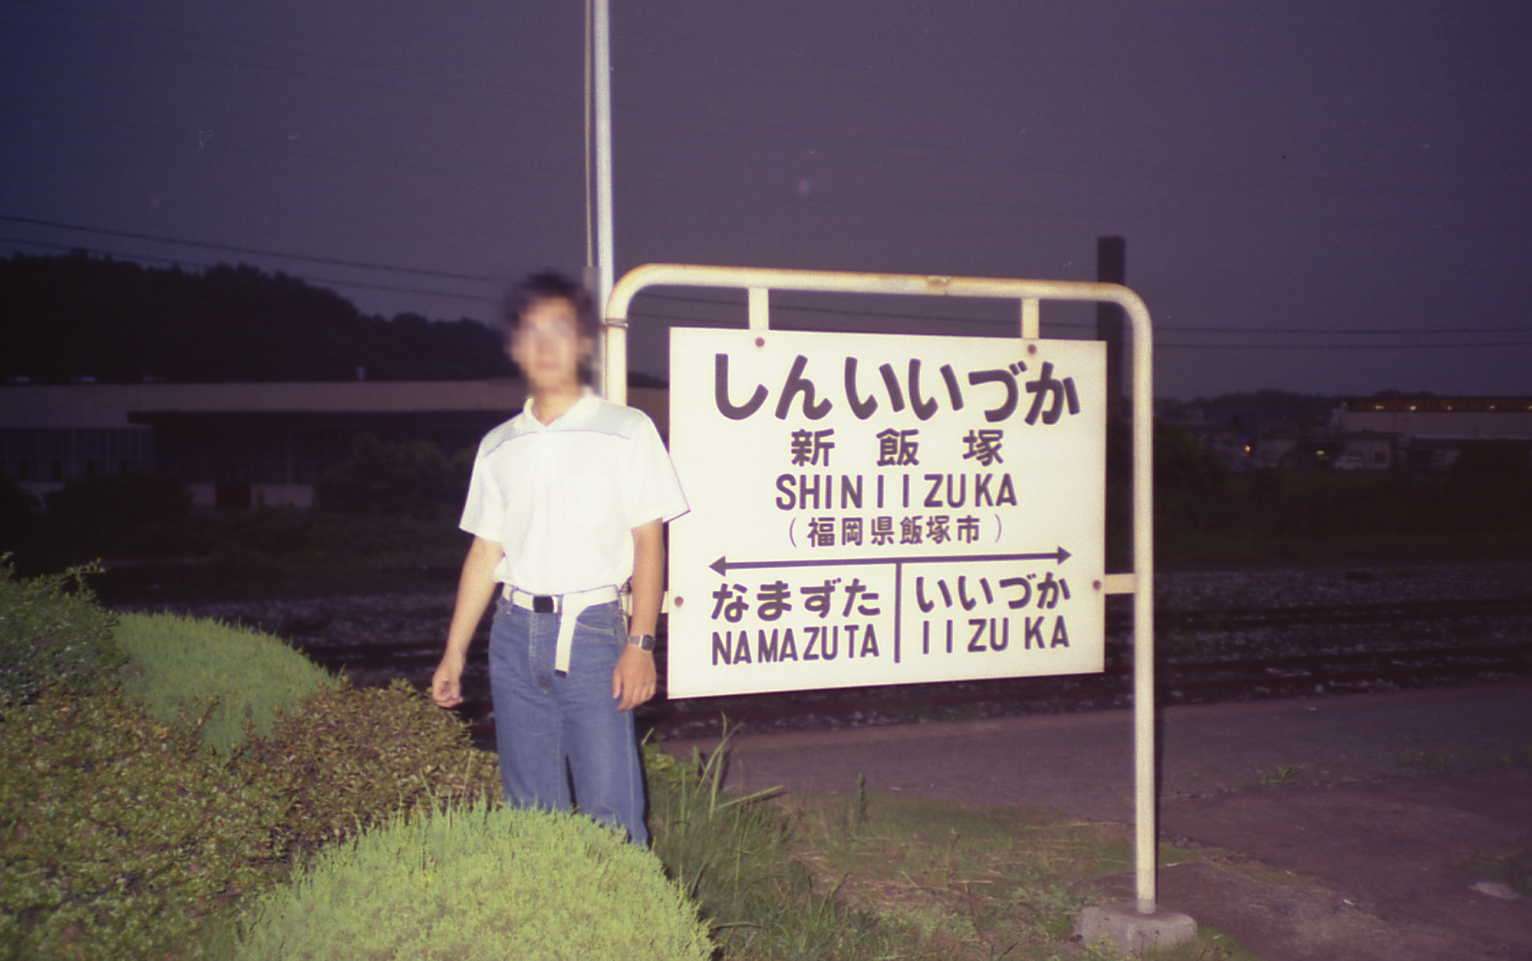 しんいいづか
新飯塚
SHINIIZUKA
(福岡県飯塚市)
なまずた
NAMAZUTA
いいづか
IIZUKA